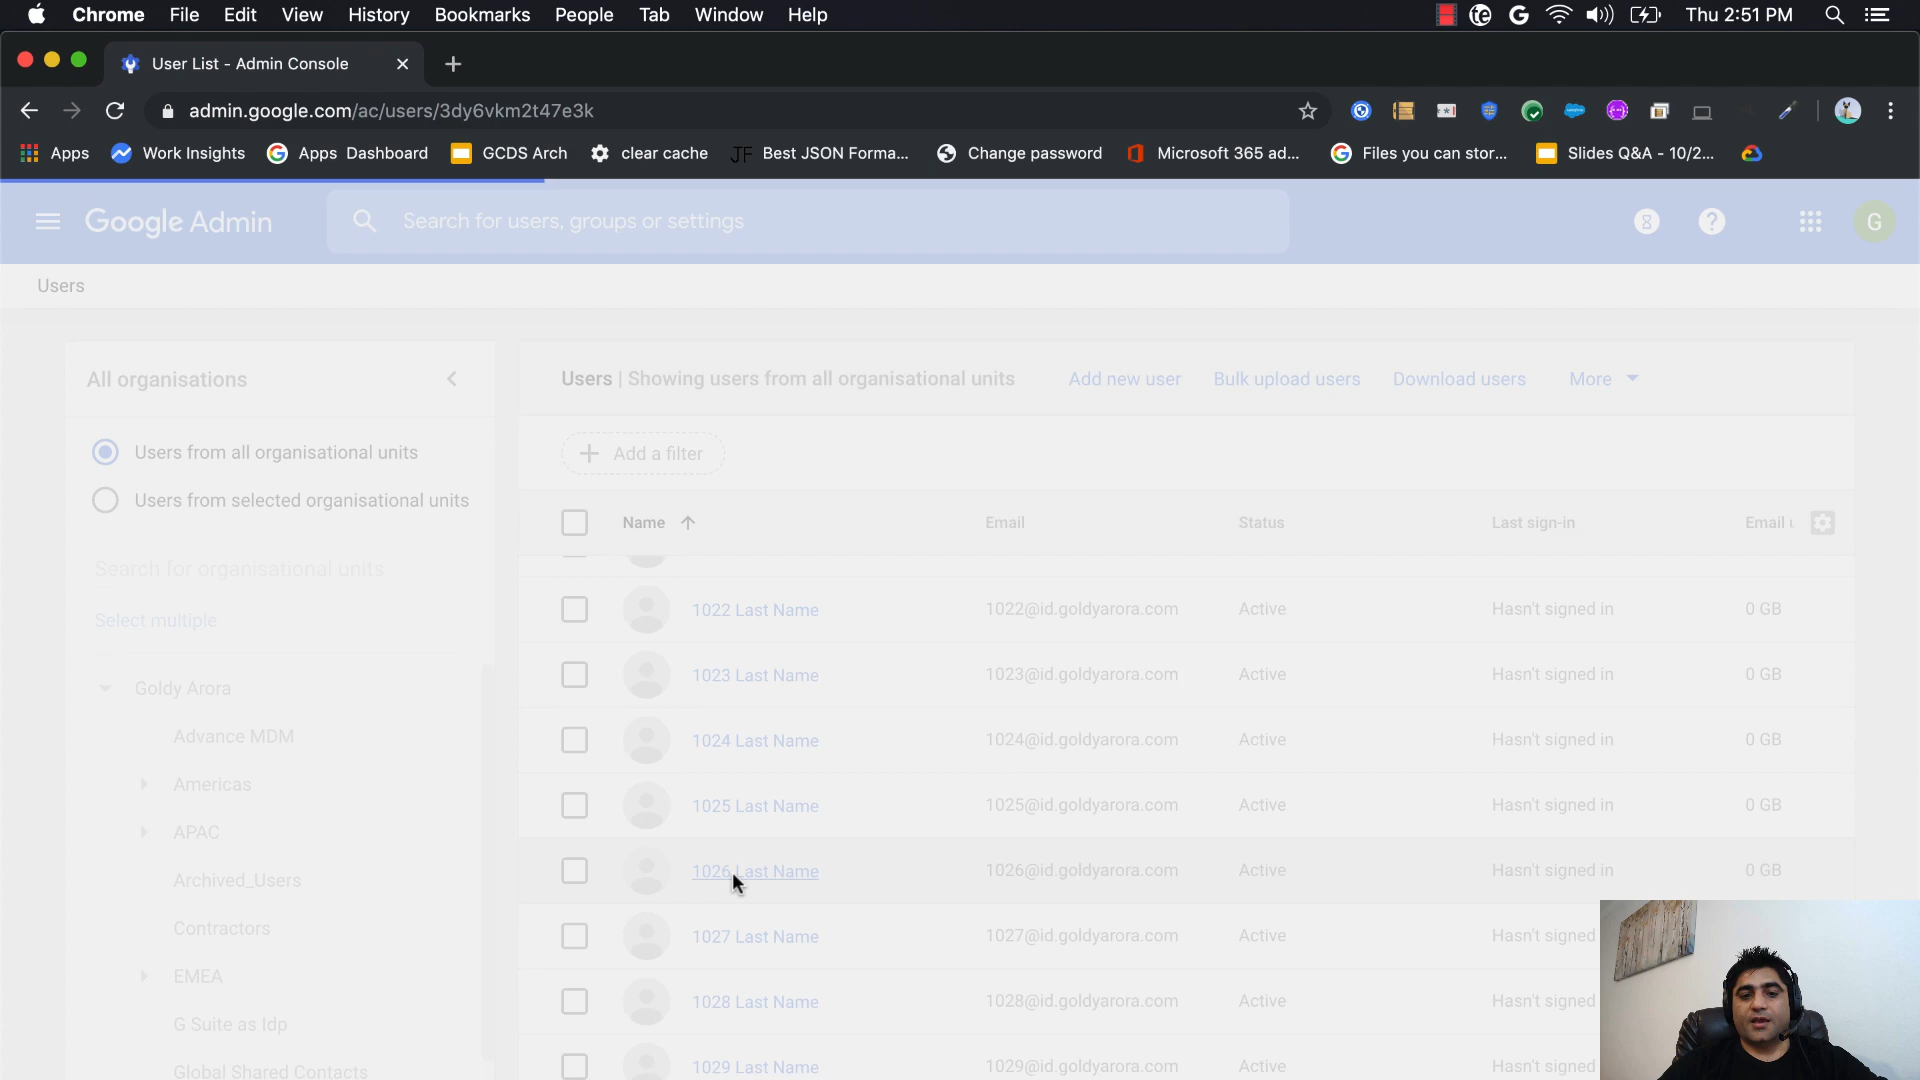 Chrome File Edit View History Bookmarks People Tab Window Help
te G Thu 2:51 PM
User List - Admin Console
admin.google.com/ac/users/3dy6vkm2t47e3k
Apps Work Insights Apps Dashboard GCDS Arch clear cache JF Best JSON Forma... Change password Microsoft 365 ad... Files you can stor... Slides Q&A - 10/2...
Google Admin Search for users, groups or settings 8 ? G
Users
All organisations
Users from all organisational units
Users from selected organisational units
Search for organisational units
Select multiple
Goldy Arora
Advance MDM
Americas
APAC
Archived_Users
Contractors
EMEA
G Suite as Idp
Global Shared Contacts
Users | Showing users from all organisational units Add new user Bulk upload users Download users More
Add a filter
Name Email Status Last sign-in Email
1022 Last Name 1022@id.goldyarora.com Active Hasn't signed in 0 GB
1023 Last Name 1023@id.goldyarora.com Active Hasn't signed in 0 GB
1024 Last Name 1024@id.goldyarora.com Active Hasn't signed in 0 GB
1025 Last Name 1025@id.goldyarora.com Active Hasn't signed in 0 GB
1026 Last Name 1026@id.goldyarora.com Active Hasn't signed in 0 GB
1027 Last Name 1027@id.goldyarora.com Active Hasn't signed
1028 Last Name 1028@id.goldyarora.com Active Hasn't signed
1029 Last Name 1029@id.goldyarora.com Active Hasn't signed